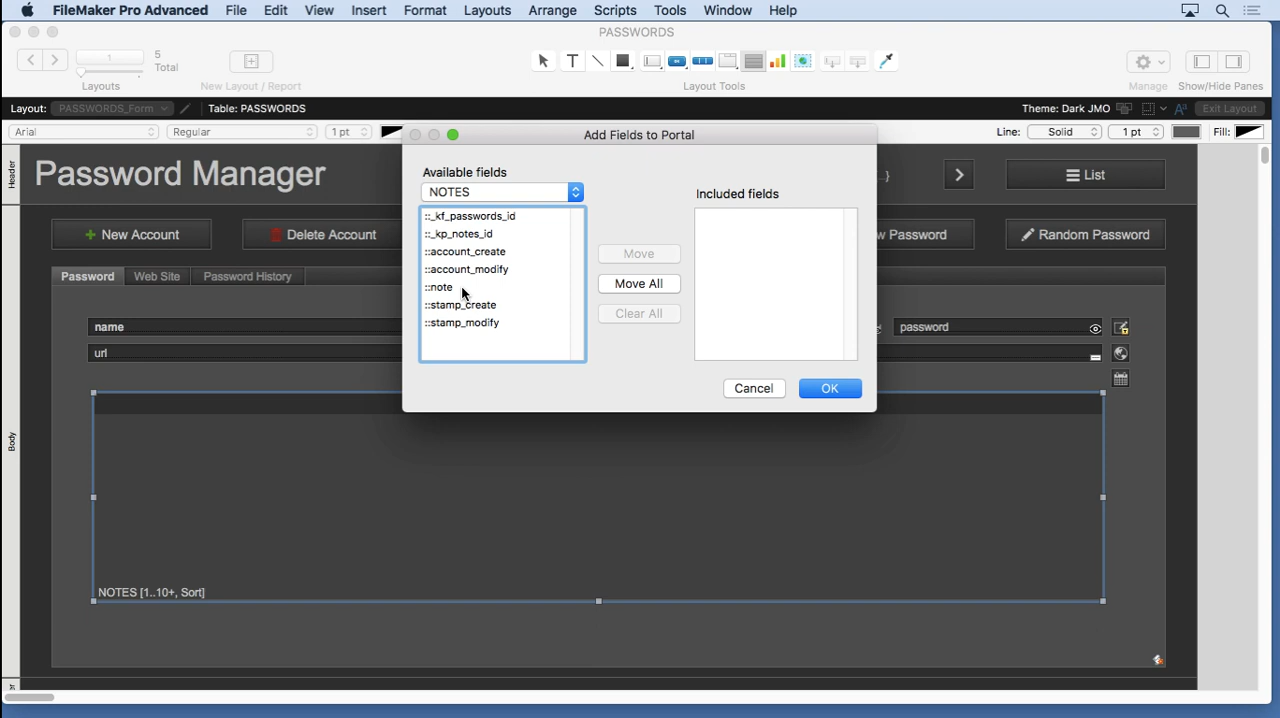 FileMaker Pro Advanced File Edit View Insert Format Layouts Arrange Scripts Tools Window Help
PASSWORDS
1
5
Total
Layouts
New Layout / Report
Layout Tools
Manage
Show/Hide Panes
Layout: PASSWORDS_Form Table: PASSWORDS
Theme: Dark JMO
Exit Layout
Arial
Regular
1 pt
Line: Solid 1 pt Fill:
Add Fields to Portal
Header
Password Manager
List
Available fields
NOTES
Included fields
::_kf_passwords_id
::_kp_notes_id
::account_create
::account_modify
::note
::stamp_create
::stamp_modify
Move
Move All
Clear All
Cancel
OK
New Account
Delete Account
w Password
Random Password
Password
Web Site
Password History
name
password
url
Body
NOTES [1..10+, Sort]